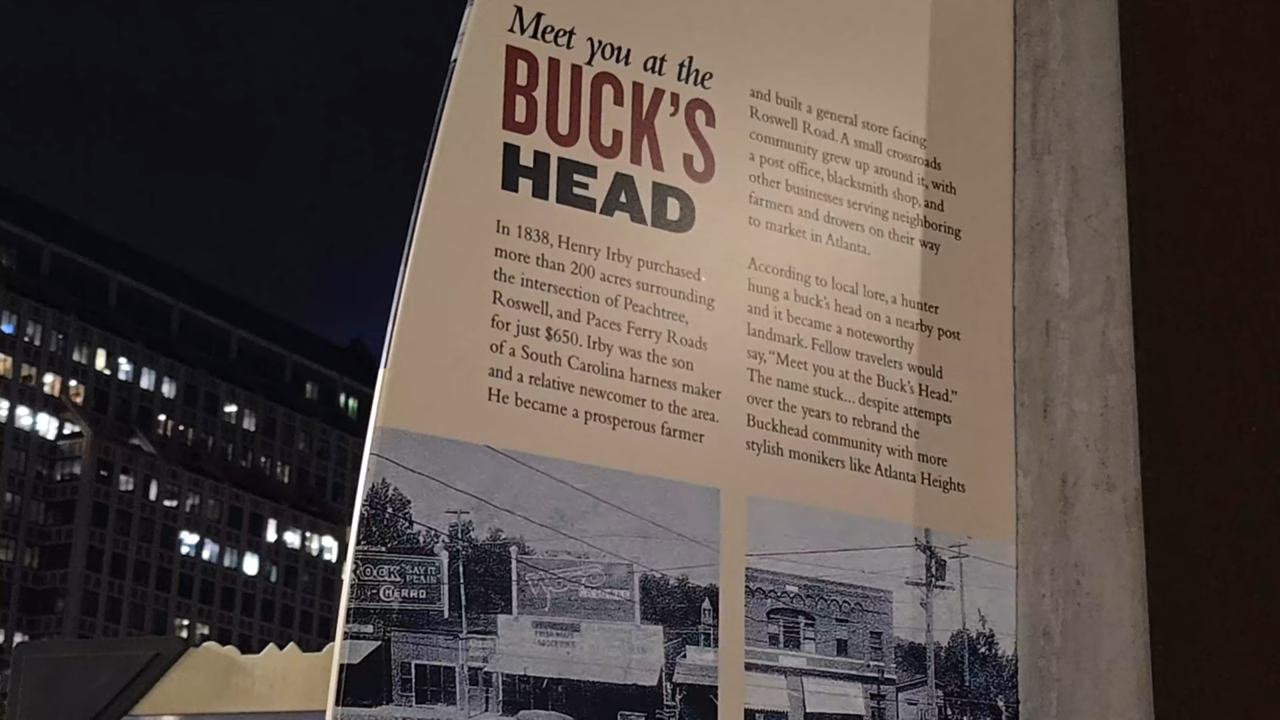 Meet you at the
BUCK'S
HEAD
In 1838, Henry Irby purchased
more than 200 acres surrounding
the intersection of Peachtree,
Roswell, and Paces Ferry Roads
for just $650. Irby was the son
of a South Carolina harness maker
and a relative newcomer to the area.
He became a prosperous farmer
and built a general store facing
Roswell Road. A small crossroads
community grew up around it, with
a post office, blacksmith shop, and
other businesses serving neighboring
farmers and drovers on their way
to market in Atlanta.
According to local lore, a hunter
hung a buck's head on a nearby post
and it became a noteworthy
landmark. Fellow travelers would
say, "Meet you at the Buck's Head."
The name stuck... despite attempts
over the years to rebrand the
Buckhead community with more
stylish monikers like Atlanta Heights
ROCK "SAY IT
PLAIN
CHERRO